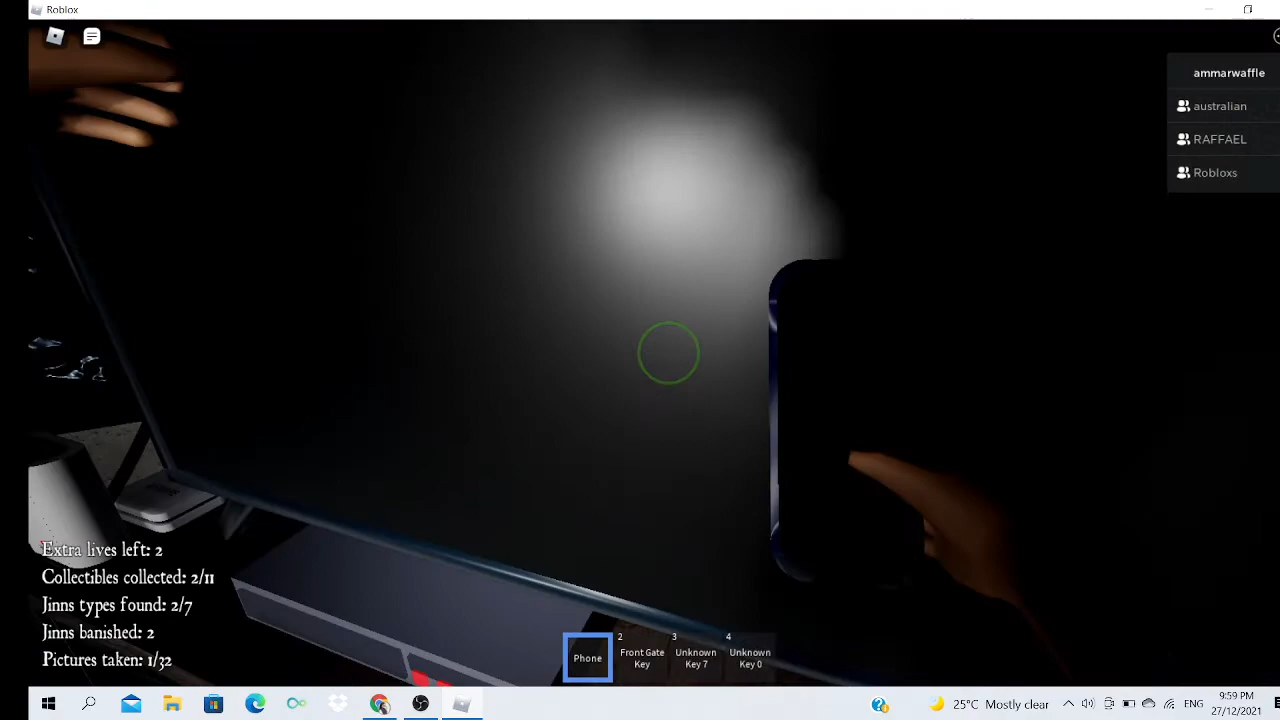 Roblox
ammarwaffle
australian
RAFFAEL
Robloxs
Extra lives left: 2
Collectibles collected: 2/11
Jinns types found: 2/7
Jinns banished: 2
Pictures taken: 1/32
Phone
2
Front Gate
Key
3
Unknown
Key 7
4
Unknown
Key 0
25°C Mostly clear
ENG
9:59 PM
27/12/2021